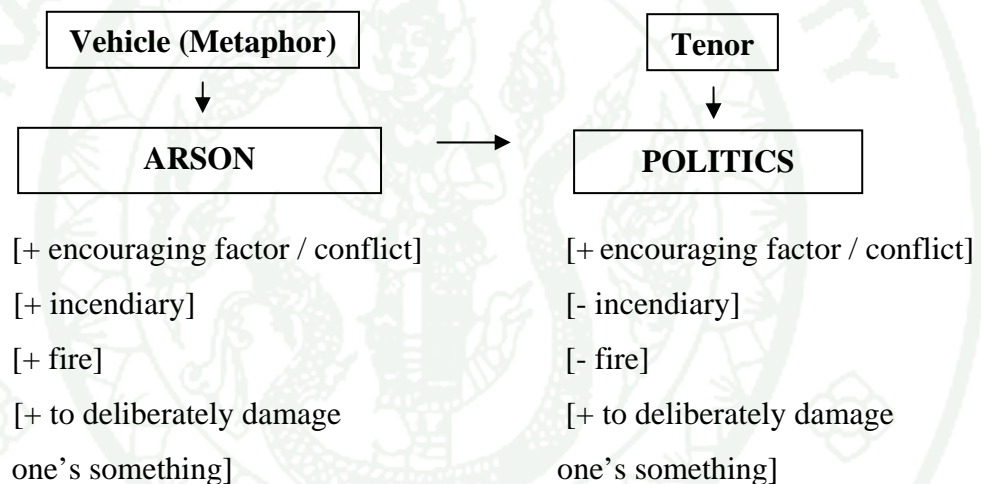 Vehicle (Metaphor)
Tenor
ARSON
POLITICS
[+ encouraging factor / conflict]
[+ encouraging factor / conflict]
[+ incendiary]
[- incendiary]
[+ fire]
[- fire]
[+ to deliberately damage
[+ to deliberately damage
one's something]
one's something]